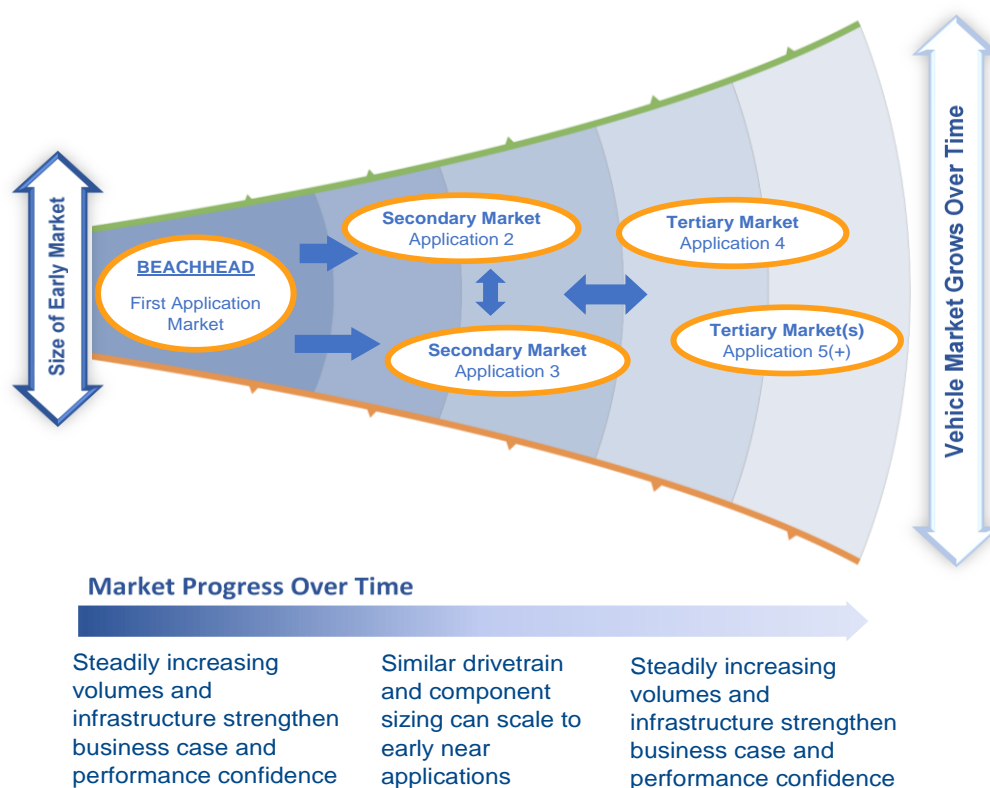 Size of Early Market
BEACHHEAD
First Application
Market
Secondary Market
Application 2
Secondary Market
Application 3
Tertiary Market
Application 4
Tertiary Market(s)
Application 5(+)
Vehicle Market Grows Over Time
Market Progress Over Time
Steadily increasing
volumes and
infrastructure strengthen
business case and
performance confidence
Similar drivetrain
and component
sizing can scale to
early near
applications
Steadily increasing
volumes and
infrastructure strengthen
business case and
performance confidence